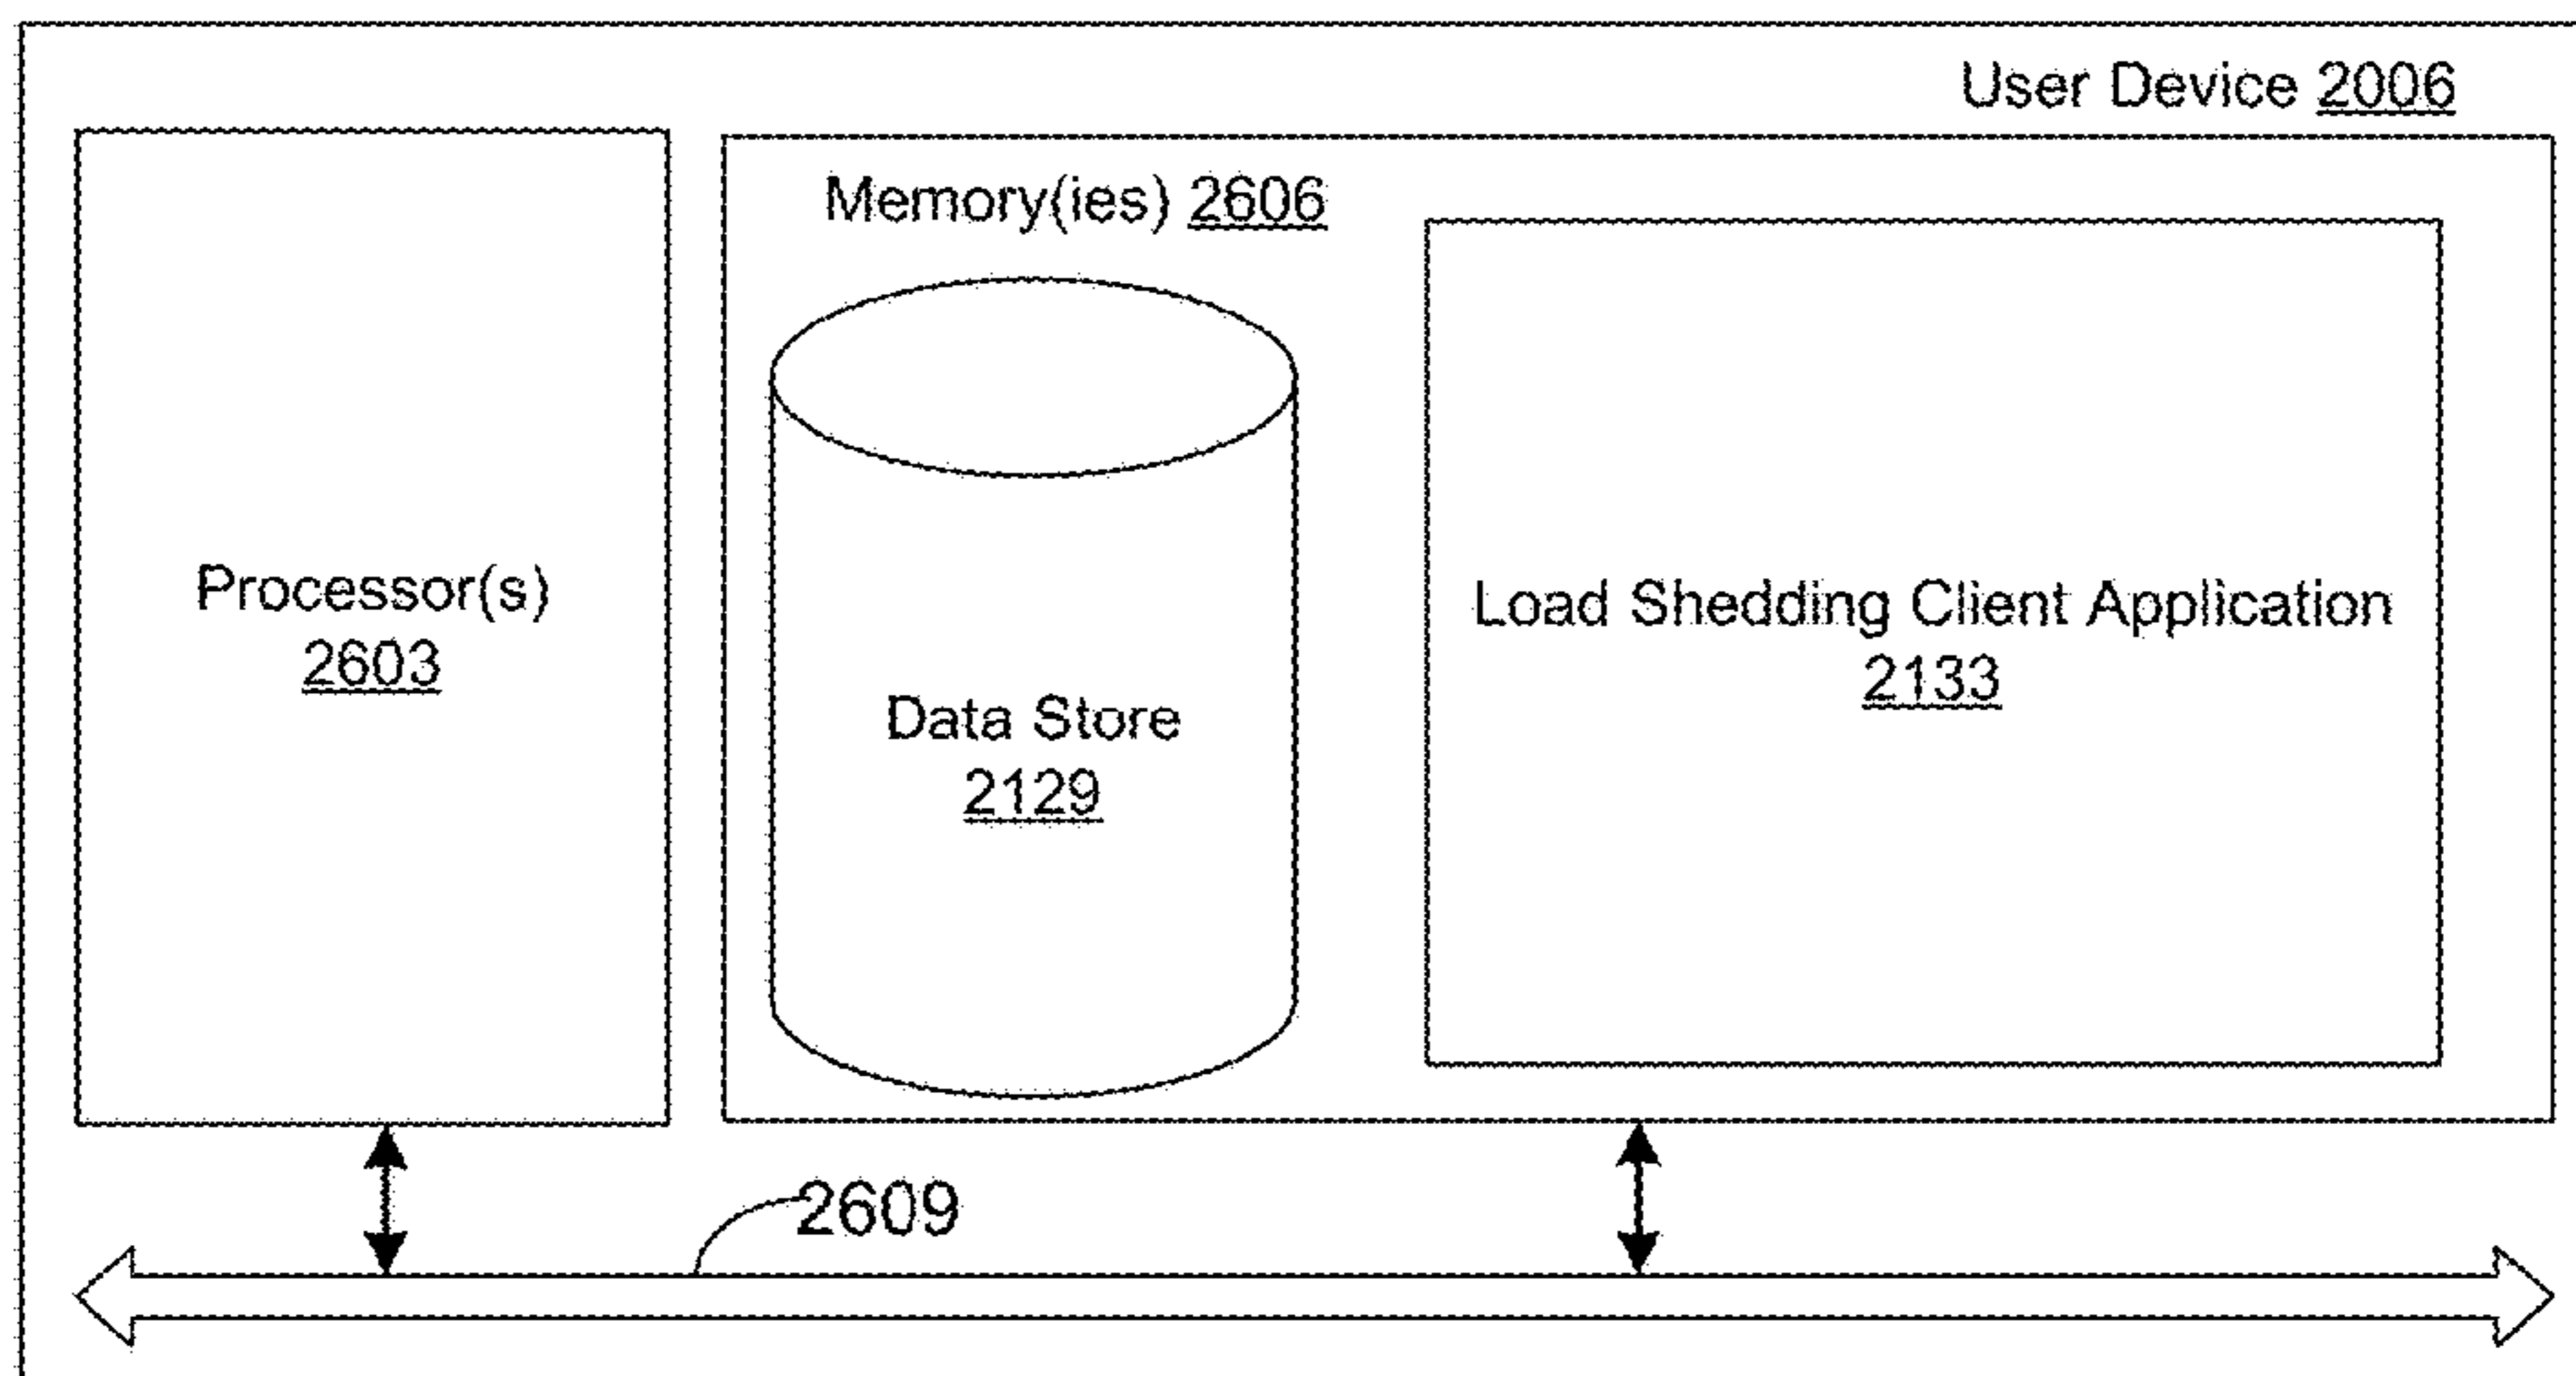 User Device 2006
Memory(ies) 2606
Processor(s)
2603
Data Store
2129
Load Shedding Client Application
2133
2609